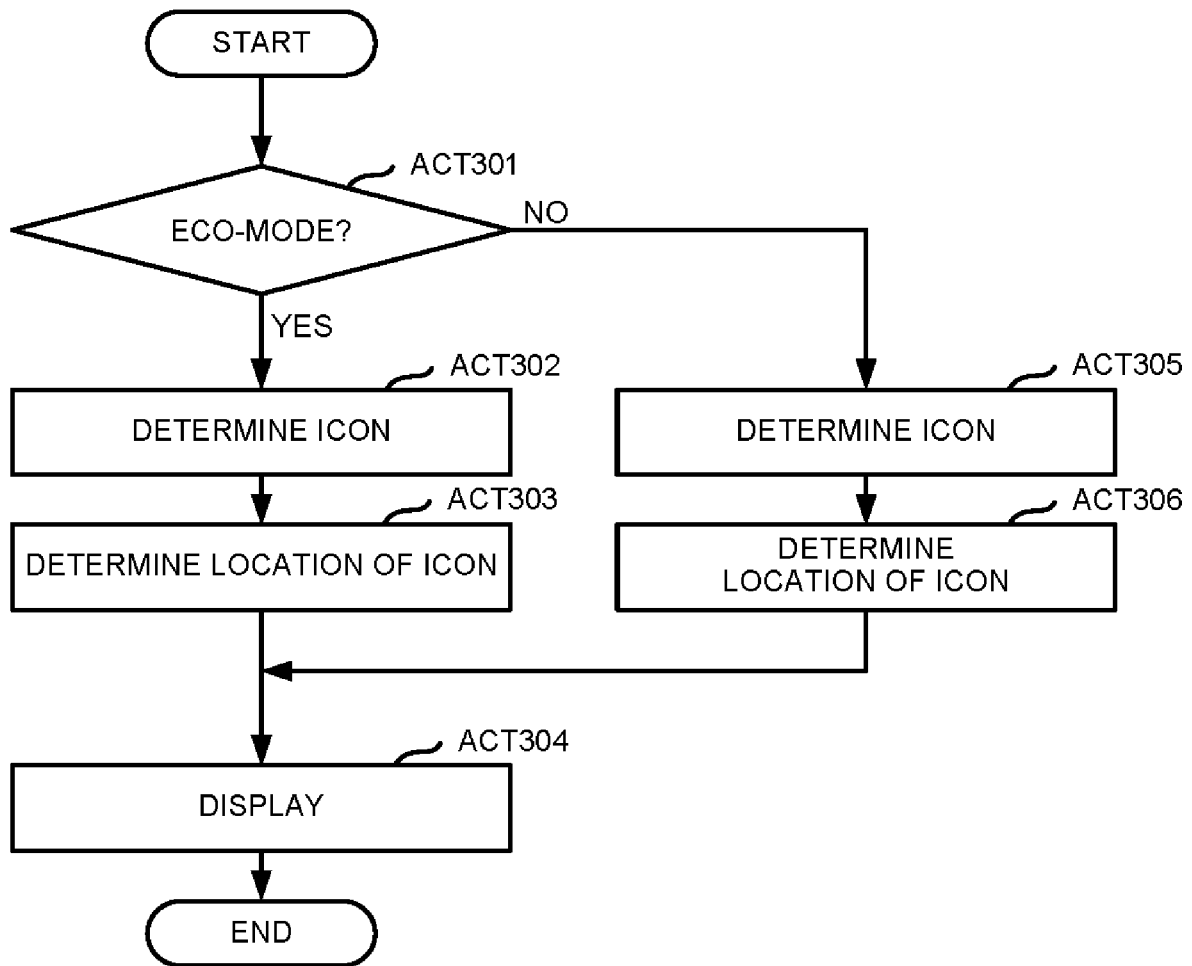 START
ACT301
ECO-MODE?
NO
YES
ACT302
DETERMINE ICON
ACT303
DETERMINE LOCATION OF ICON
ACT305
DETERMINE ICON
ACT306
DETERMINE
LOCATION OF ICON
ACT304
DISPLAY
END